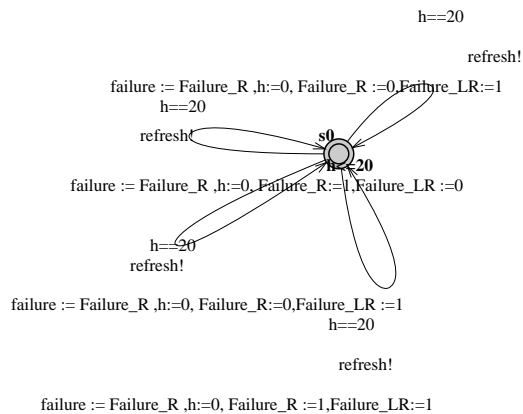 h==20
refresh!
failure := Failure_R ,h:=0, Failure_R :=0,Failure_LR:=1
h==20
refresh!
s0
h<=20
failure := Failure_R ,h:=0, Failure_R:=1,Failure_LR :=0
h==20
refresh!
failure := Failure_R ,h:=0, Failure_R:=0,Failure_LR :=1
h==20
refresh!
failure := Failure_R ,h:=0, Failure_R :=1,Failure_LR:=1